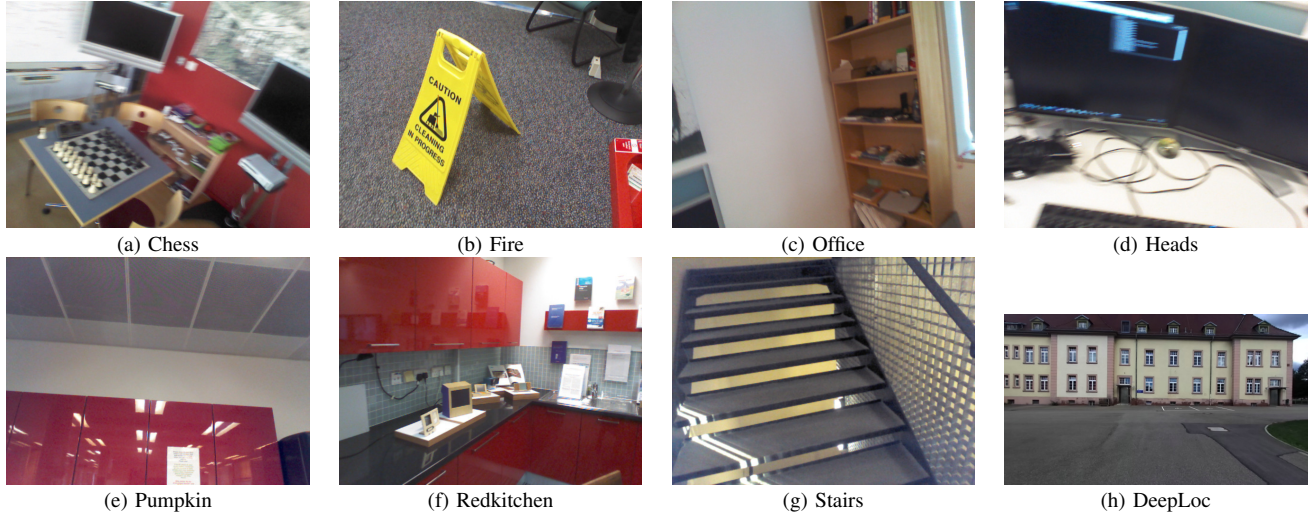 CAUTION
CLEANING
IN PROGRESS
(a) Chess
(b) Fire
(c) Office
(d) Heads
(e) Pumpkin
(f) Redkitchen
(g) Stairs
(h) DeepLoc